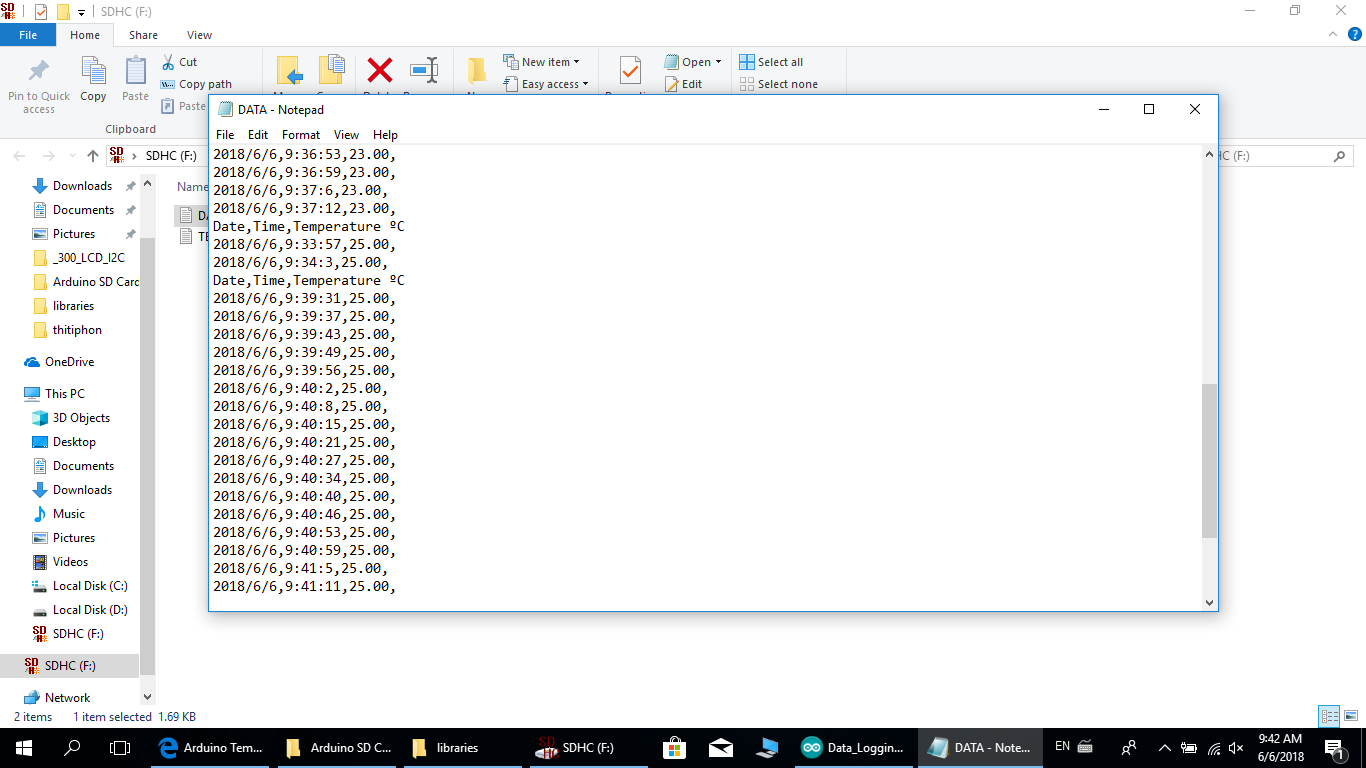 SDHC (F:)
File Home Share View
Pin to Quick access
Copy
Paste
Cut
Copy path
Paste
Clipboard
New item
Easy access
Open
Edit
Select all
Select none
SDHC (F:)
(F:)
Downloads
Documents
Pictures
_300_LCD_I2C
Arduino SD Card
libraries
thitiphon
OneDrive
This PC
3D Objects
Desktop
Documents
Downloads
Music
Pictures
Videos
Local Disk (C:)
Local Disk (D:)
SDHC (F:)
SDHC (F:)
Network
Name
DATA - Notepad
File Edit Format View Help
2018/6/6,9:36:53,23.00,
2018/6/6,9:36:59,23.00,
2018/6/6,9:37:6,23.00,
2018/6/6,9:37:12,23.00,
Date,Time,Temperature ºC
2018/6/6,9:33:57,25.00,
2018/6/6,9:34:3,25.00,
Date,Time,Temperature ºC
2018/6/6,9:39:31,25.00,
2018/6/6,9:39:37,25.00,
2018/6/6,9:39:43,25.00,
2018/6/6,9:39:49,25.00,
2018/6/6,9:39:56,25.00,
2018/6/6,9:40:2,25.00,
2018/6/6,9:40:8,25.00,
2018/6/6,9:40:15,25.00,
2018/6/6,9:40:21,25.00,
2018/6/6,9:40:27,25.00,
2018/6/6,9:40:34,25.00,
2018/6/6,9:40:40,25.00,
2018/6/6,9:40:46,25.00,
2018/6/6,9:40:53,25.00,
2018/6/6,9:40:59,25.00,
2018/6/6,9:41:5,25.00,
2018/6/6,9:41:11,25.00,
2 items 1 item selected 1.69 KB
Arduino Tem... Arduino SD C... libraries SDHC (F:) Data_Loggin... DATA - Note... EN
9:42 AM
6/6/2018
1